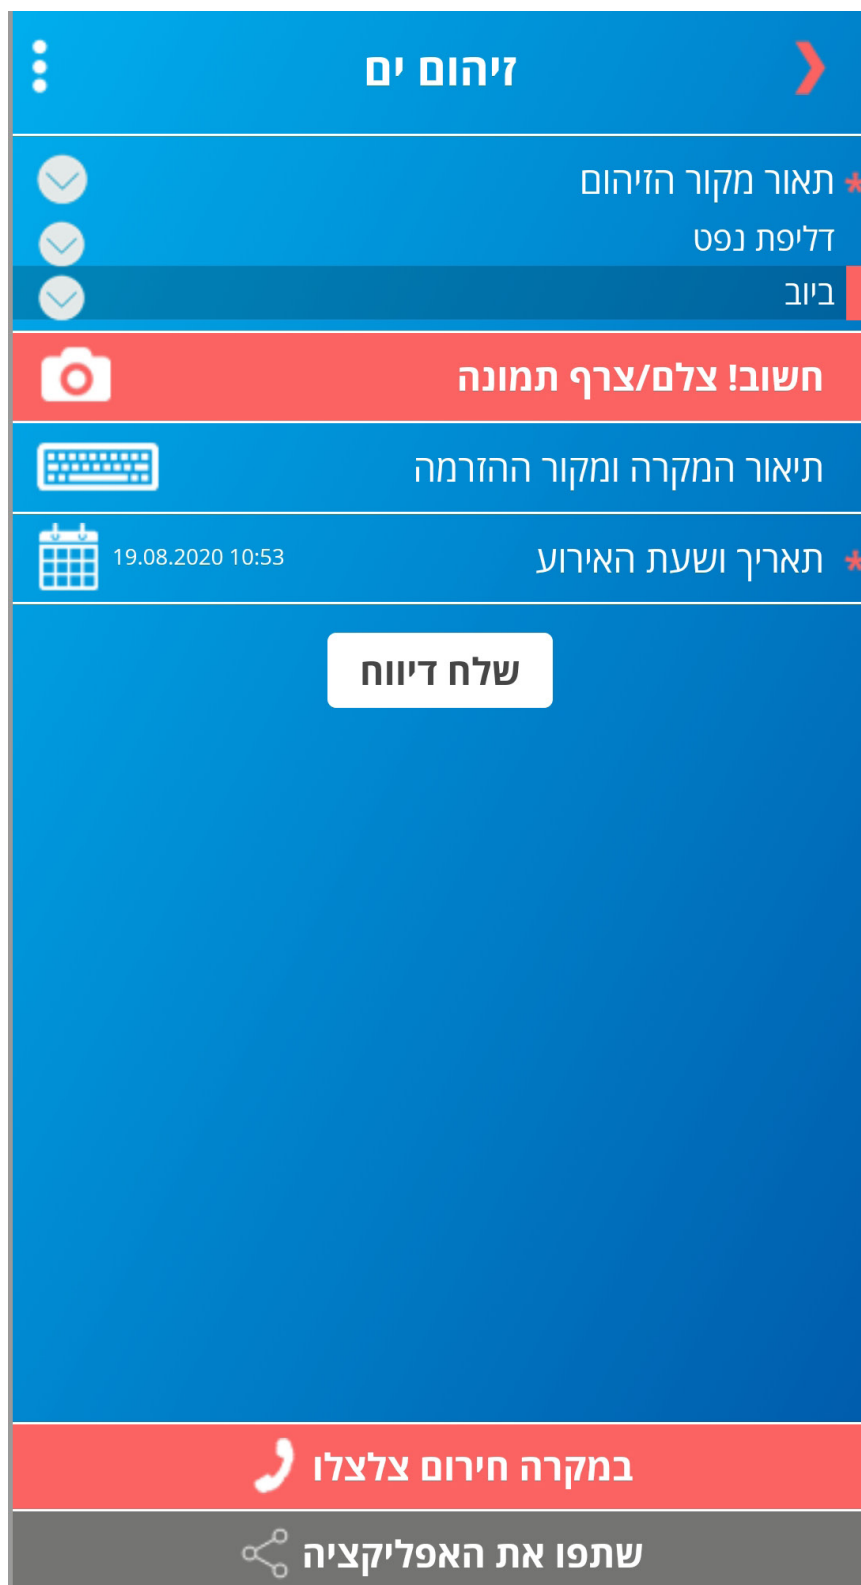 זיהום ים
* תאור מקור הזיהום
דליפת נפט
ביוב
חשוב! צלם/צרף תמונה
תיאור המקרה ומקור ההזרמה
* תאריך ושעת האירוע 19.08.2020 10:53
שלח דיווח
במקרה חירום צלצלו
שתפו את האפליקציה